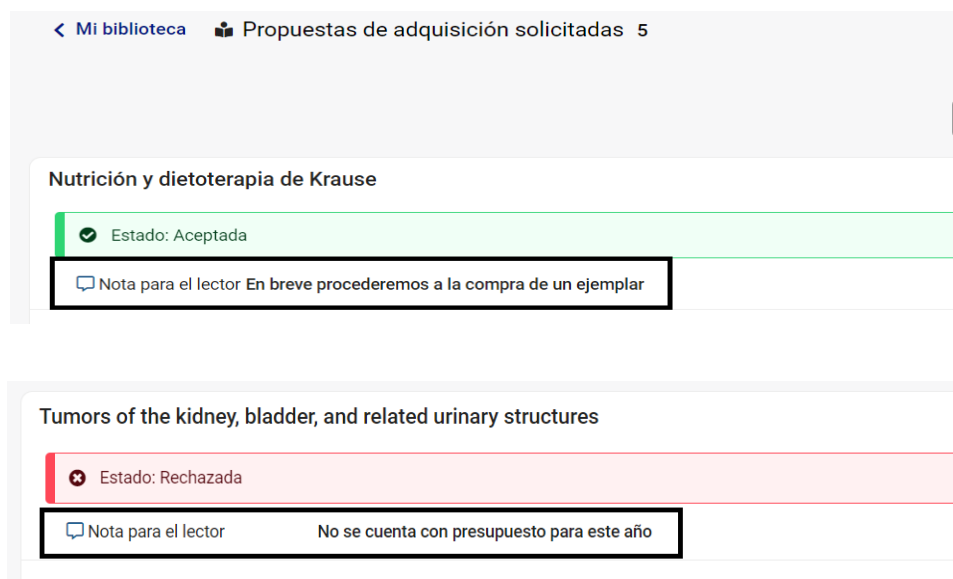 Mi biblioteca Propuestas de adquisición solicitadas 5
Nutrición y dietoterapia de Krause
Estado: Aceptada
Nota para el lector En breve procederemos a la compra de un ejemplar
Tumors of the kidney, bladder, and related urinary structures
Estado: Rechazada
Nota para el lector No se cuenta con presupuesto para este año